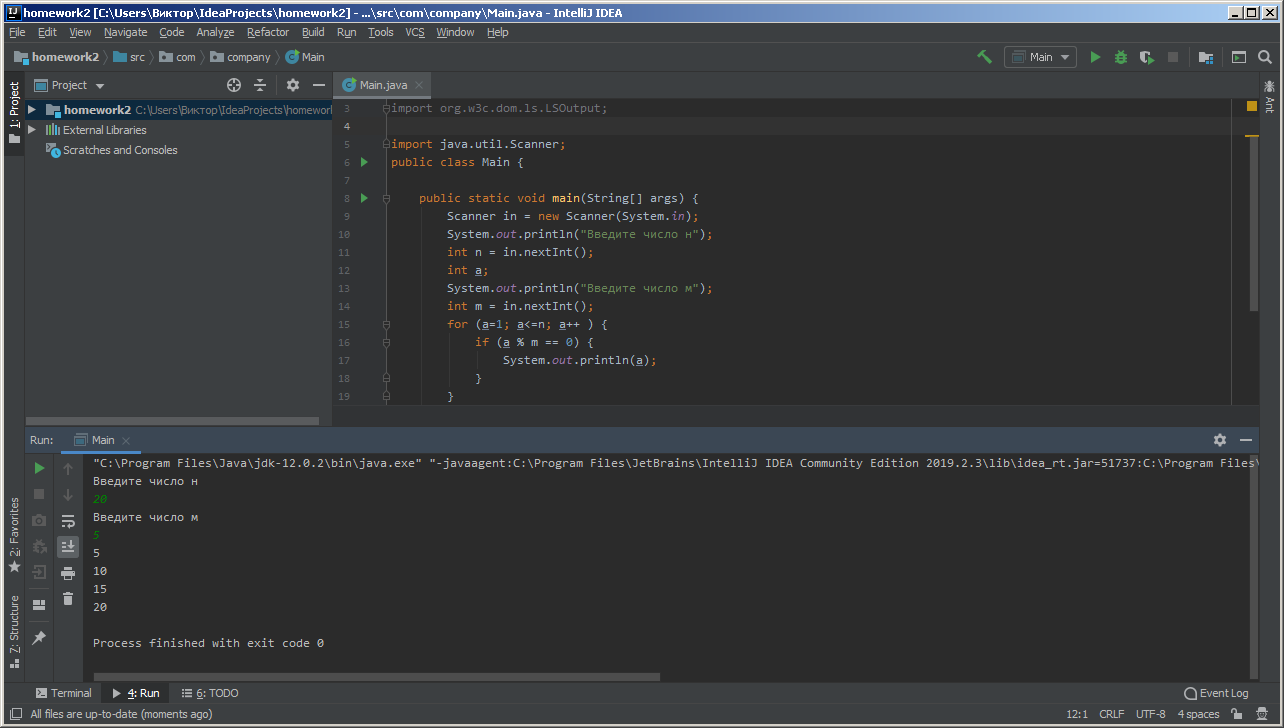 homework2 [C:\Users\Виктор\IdeaProjects\homework2] - ...\src\com\company\Main.java - IntelliJ IDEA
File Edit View Navigate Code Analyze Refactor Build Run Tools VCS Window Help
homework2 src com company Main Main
1: Project
Project
homework2 C:\Users\Виктор\IdeaProjects\homework
External Libraries
Scratches and Consoles
Main.java
Ant
3 import org.w3c.dom.ls.LSOutput;
4
5 import java.util.Scanner;
6 public class Main {
7
8 public static void main(String[] args) {
9 Scanner in = new Scanner(System.in);
10 System.out.println("Введите число н");
11 int n = in.nextInt();
12 int a;
13 System.out.println("Введите число м");
14 int m = in.nextInt();
15 for (a=1; a<=n; a++ ) {
16 if (a % m == 0) {
17 System.out.println(a);
18 }
19 }
Run: Main
"C:\Program Files\Java\jdk-12.0.2\bin\java.exe" "-javaagent:C:\Program Files\JetBrains\IntelliJ IDEA Community Edition 2019.2.3\lib\idea_rt.jar=51737:C:\Program Files\
Введите число н
20
Введите число м
5
5
10
15
20
Process finished with exit code 0
2: Favorites
Z: Structure
Terminal 4: Run 6: TODO Event Log
All files are up-to-date (moments ago) 12:1 CRLF UTF-8 4 spaces